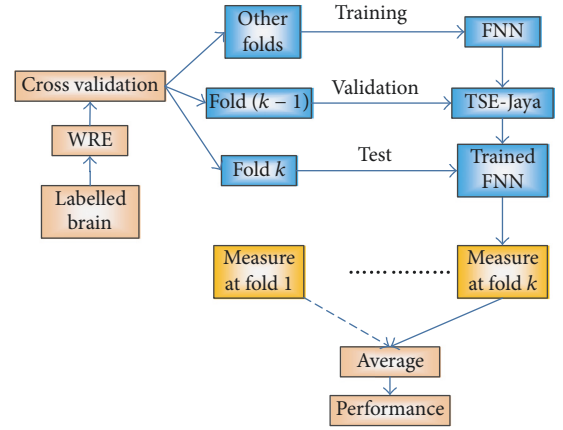 Other
folds
Training
FNN
Cross validation
Fold (k − 1)
Validation
TSE-Jaya
WRE
Fold k
Test
Trained
FNN
Labelled
brain
Measure
at fold 1
……………
Measure
at fold k
Average
Performance